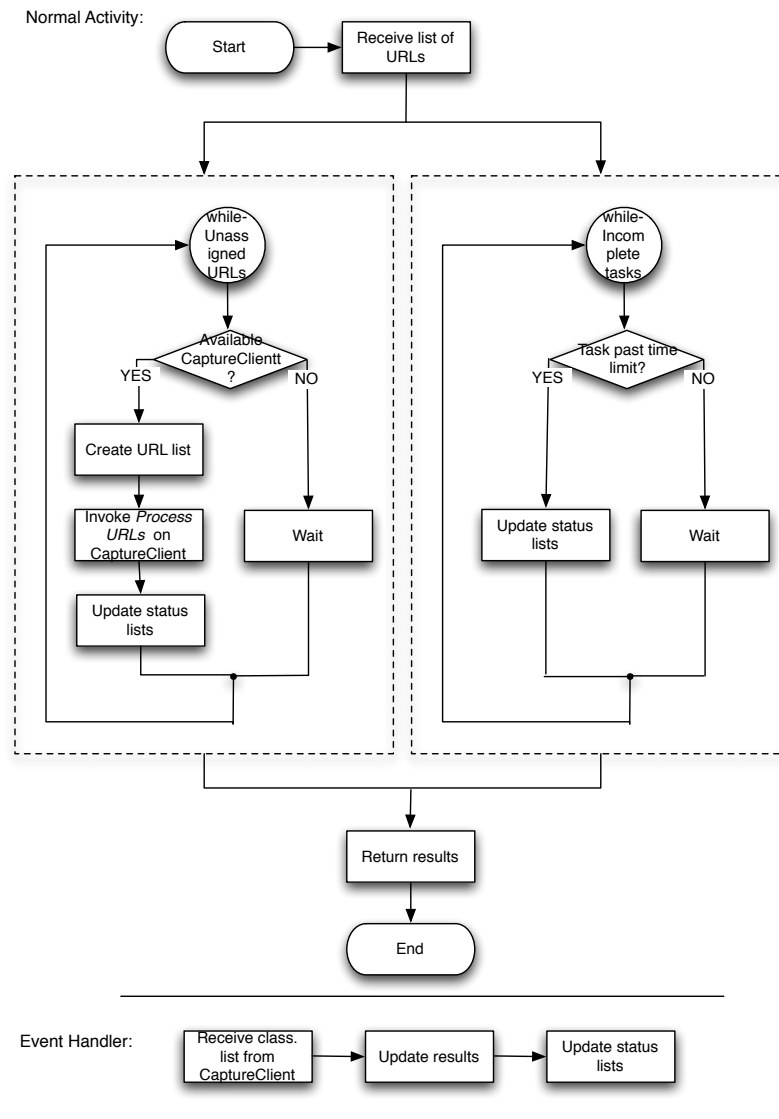 Normal Activity:
Start
Receive list of
URLs
while-
Unass
igned
URLs
Available
CaptureClientt
?
YES
NO
Create URL list
Invoke Process
URLs on
CaptureClient
Wait
Update status
lists
while-
Incom
plete
tasks
Task past time
limit?
YES
NO
Update status
lists
Wait
Return results
End
Event Handler:
Receive class.
list from
CaptureClient
Update results
Update status
lists